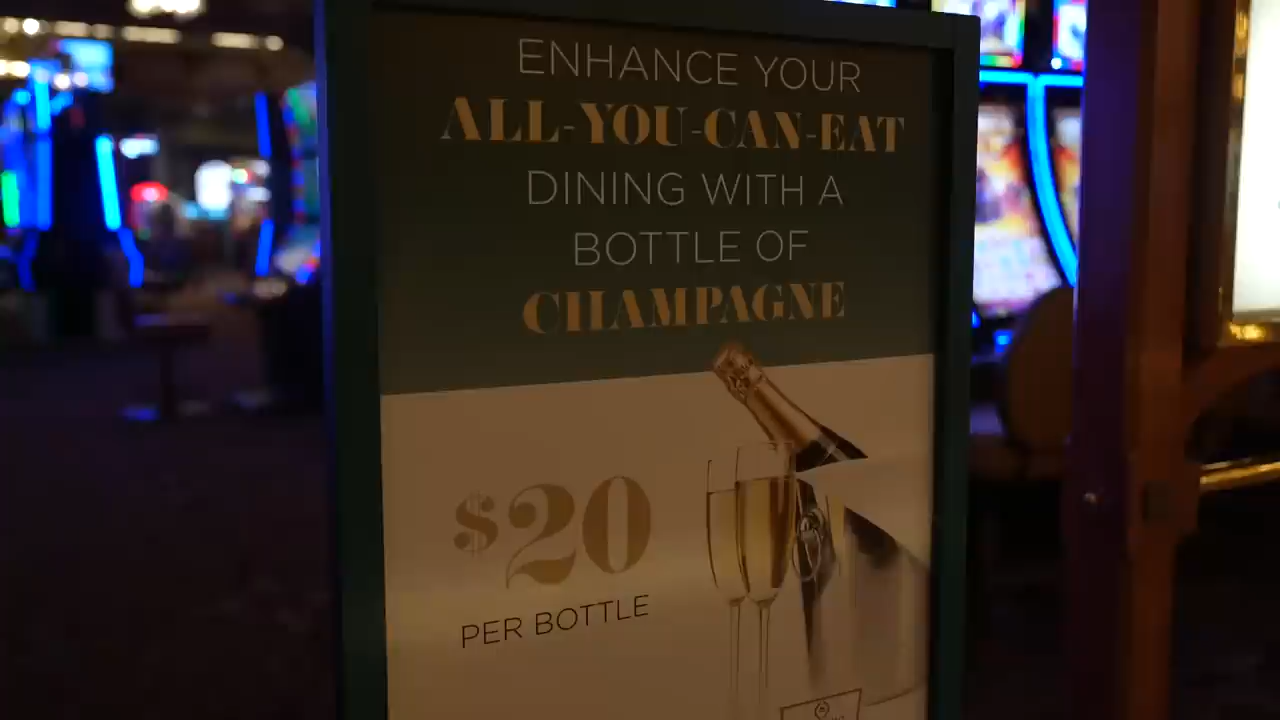 ENHANCE YOUR
ALL-YOU-CAN-EAT
DINING WITH A
BOTTLE OF
CHAMPAGNE
$20
PER BOTTLE